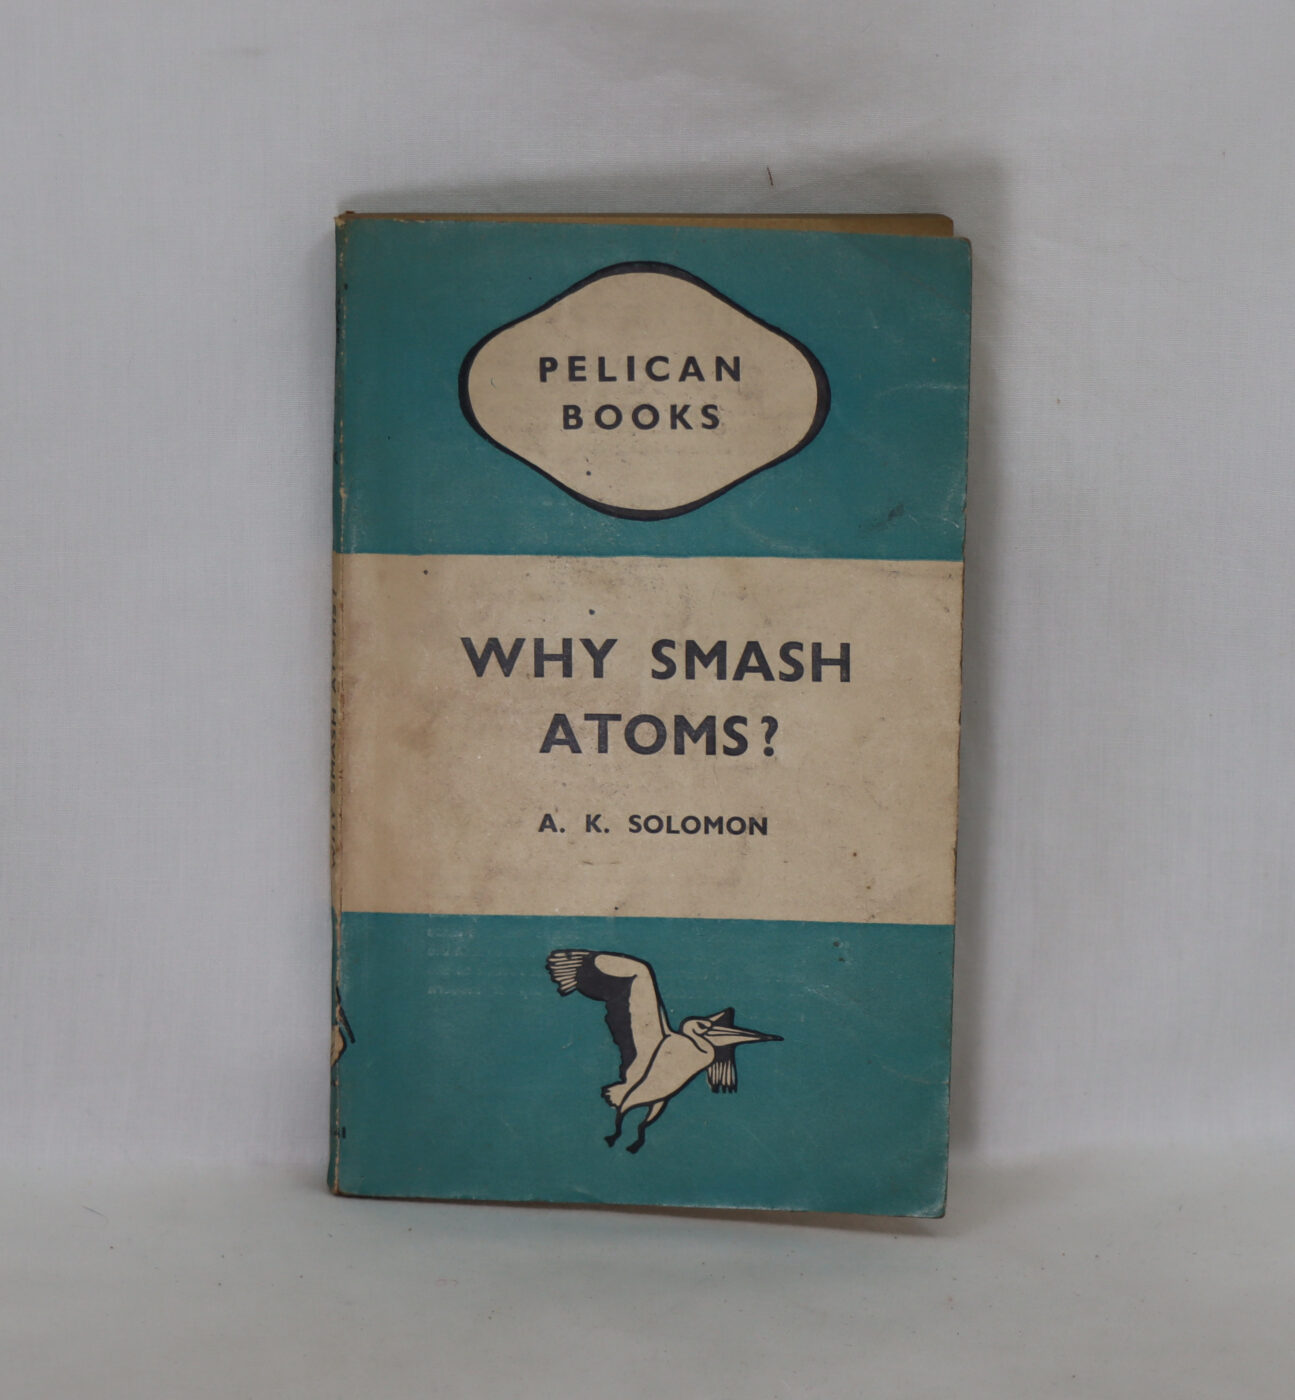 PELICAN
BOOKS
WHY SMASH
ATOMS?
A. K. SOLOMON